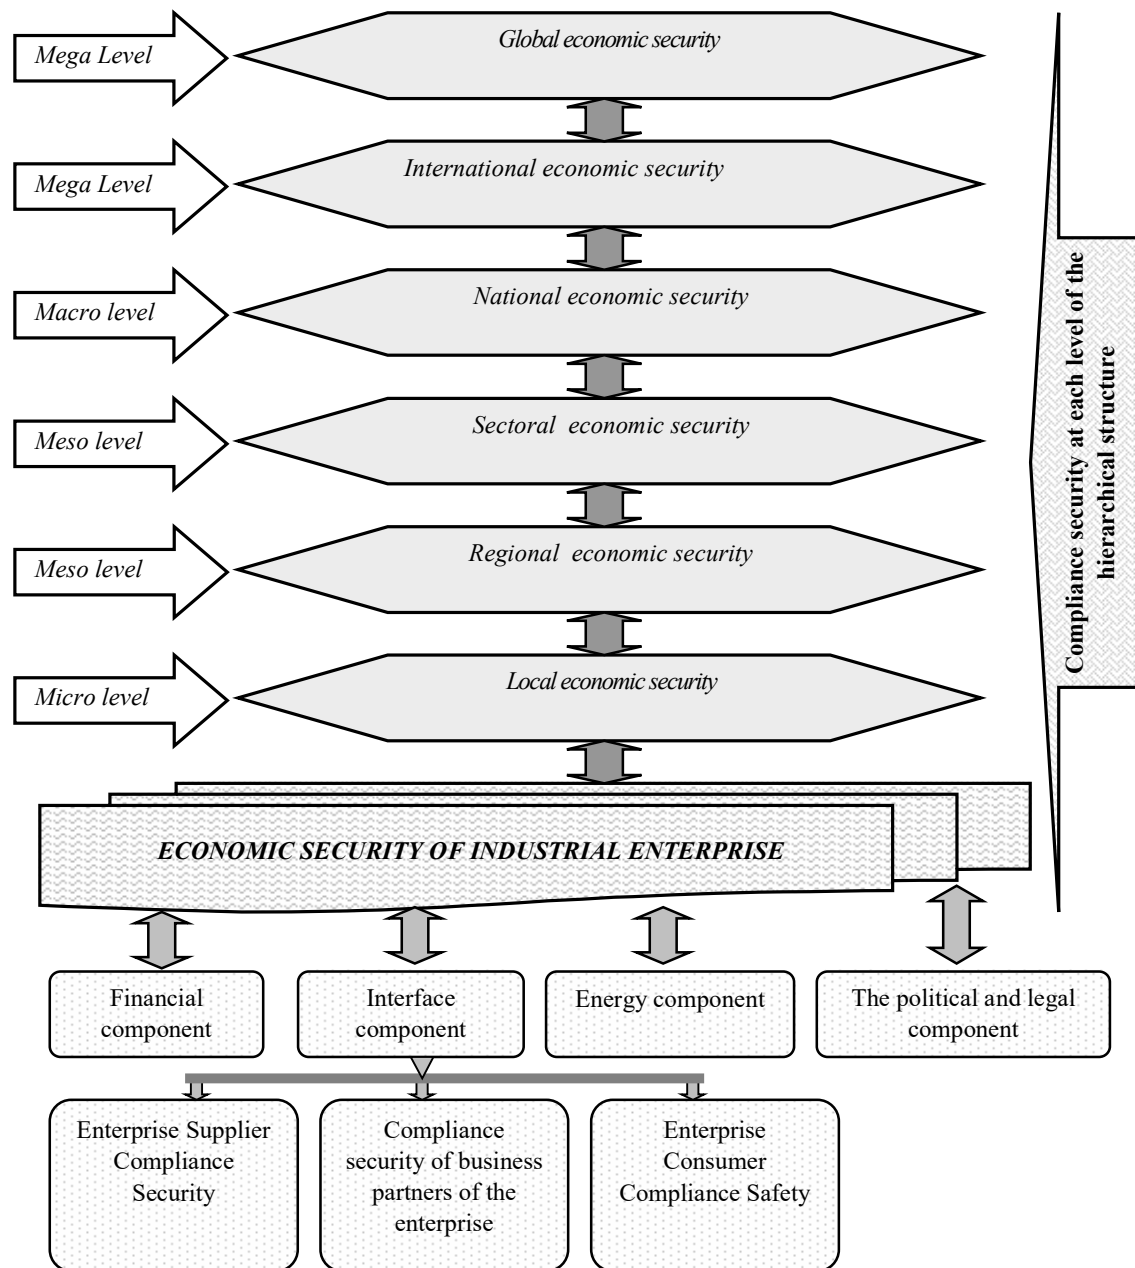 Mega Level
Global economic security
Mega Level
International economic security
Macro level
National economic security
Meso level
Sectoral  economic security
Meso level
Regional  economic security
Micro level
Local economic security
Compliance security at each level of the
hierarchical structure
ECONOMIC SECURITY OF INDUSTRIAL ENTERPRISE
Financial
component
Interface
component
Energy component
The political and legal
component
Enterprise Supplier
Compliance
Security
Compliance
security of business
partners of the
enterprise
Enterprise
Consumer
Compliance Safety